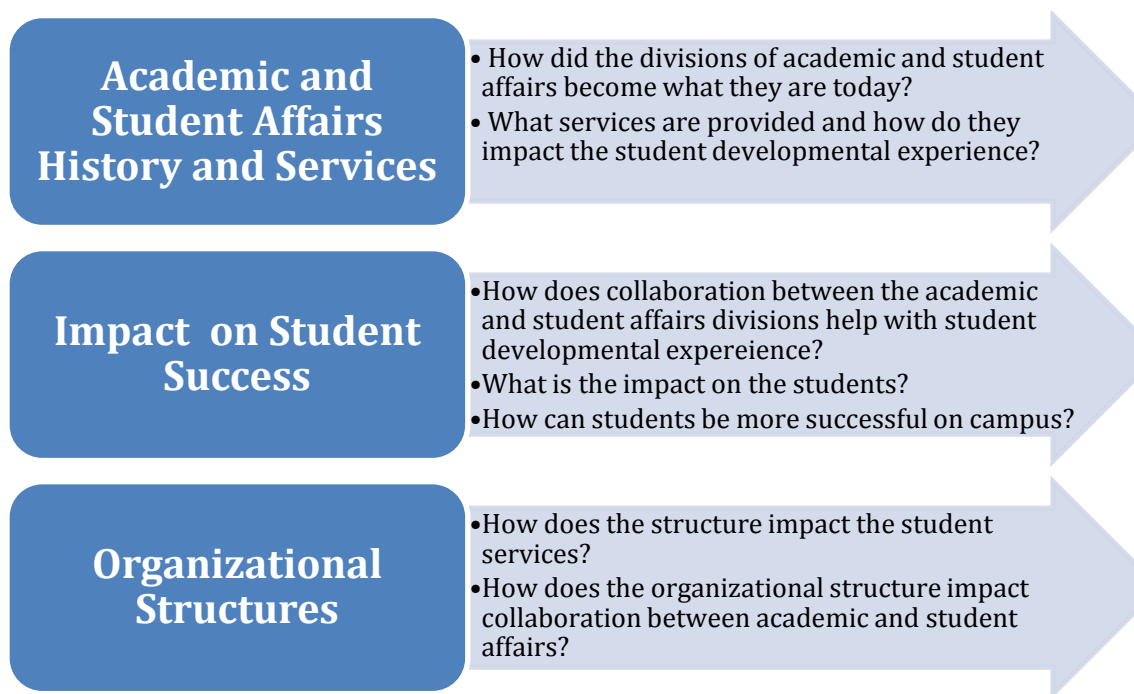 Academic and
Student Affairs
History and Services
• How did the divisions of academic and student
affairs become what they are today?
• What services are provided and how do they
impact the student developmental experience?
Impact on Student
Success
•How does collaboration between the academic
and student affairs divisions help with student
developmental expereience?
•What is the impact on the students?
•How can students be more successful on campus?
Organizational
Structures
•How does the structure impact the student
services?
•How does the organizational structure impact
collaboration between academic and student
affairs?